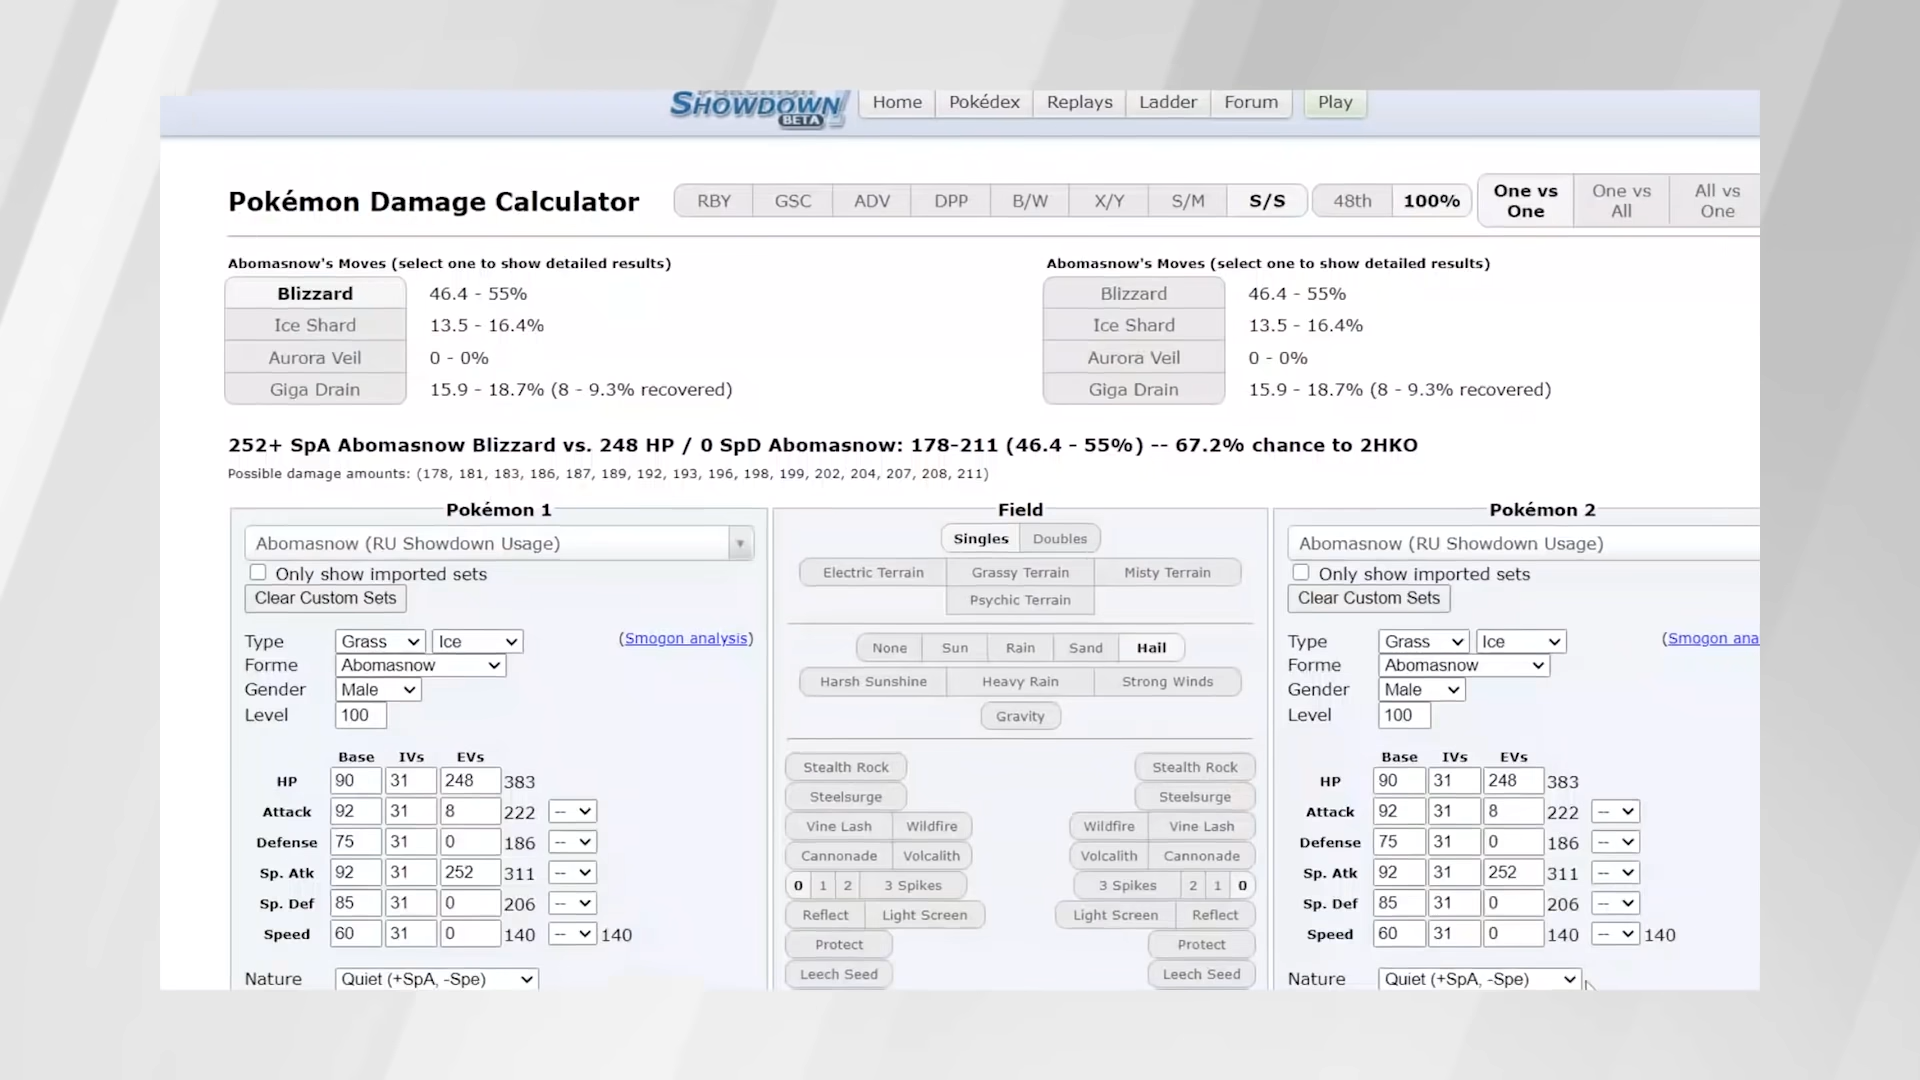 SHOWDOWN! BETA Home Pokédex Replays Ladder Forum Play
Pokémon Damage Calculator RBY GSC ADV DPP B/W X/Y S/M S/S 48th 100% One vs One One vs All All vs One
Abomasnow's Moves (select one to show detailed results) Abomasnow's Moves (select one to show detailed results)
Blizzard 46.4 - 55% Blizzard 46.4 - 55%
Ice Shard 13.5 - 16.4% Ice Shard 13.5 - 16.4%
Aurora Veil 0 - 0% Aurora Veil 0 - 0%
Giga Drain 15.9 - 18.7% (8 - 9.3% recovered) Giga Drain 15.9 - 18.7% (8 - 9.3% recovered)
252+ SpA Abomasnow Blizzard vs. 248 HP / 0 SpD Abomasnow: 178-211 (46.4 - 55%) -- 67.2% chance to 2HKO
Possible damage amounts: (178, 181, 183, 186, 187, 189, 192, 193, 196, 198, 199, 202, 204, 207, 208, 211)
Pokémon 1 Field Pokémon 2
Abomasnow (RU Showdown Usage) Singles Doubles Abomasnow (RU Showdown Usage)
Only show imported sets Electric Terrain Grassy Terrain Misty Terrain Only show imported sets
Clear Custom Sets Psychic Terrain Clear Custom Sets
Type Grass Ice (Smogon analysis) None Sun Rain Sand Hail Type Grass Ice (Smogon ana
Forme Abomasnow Forme Abomasnow
Gender Male Harsh Sunshine Heavy Rain Strong Winds Gender Male
Level 100 Gravity Level 100
Base IVs EVs Base IVs EVs
HP 90 31 248 383 Stealth Rock Stealth Rock HP 90 31 248 383
Steelsurge Steelsurge
Attack 92 31 8 222 -- Vine Lash Wildfire Wildfire Vine Lash Attack 92 31 8 222 --
Defense 75 31 0 186 -- Cannonade Volcalith Volcalith Cannonade Defense 75 31 0 186 --
Sp. Atk 92 31 252 311 -- 0 1 2 3 Spikes 3 Spikes 2 1 0 Sp. Atk 92 31 252 311 --
Sp. Def 85 31 0 206 -- Reflect Light Screen Light Screen Reflect Sp. Def 85 31 0 206 --
Speed 60 31 0 140 -- 140 Protect Protect Speed 60 31 0 140 -- 140
Nature Quiet (+SpA, -Spe) Leech Seed Leech Seed Nature Quiet (+SpA, -Spe)